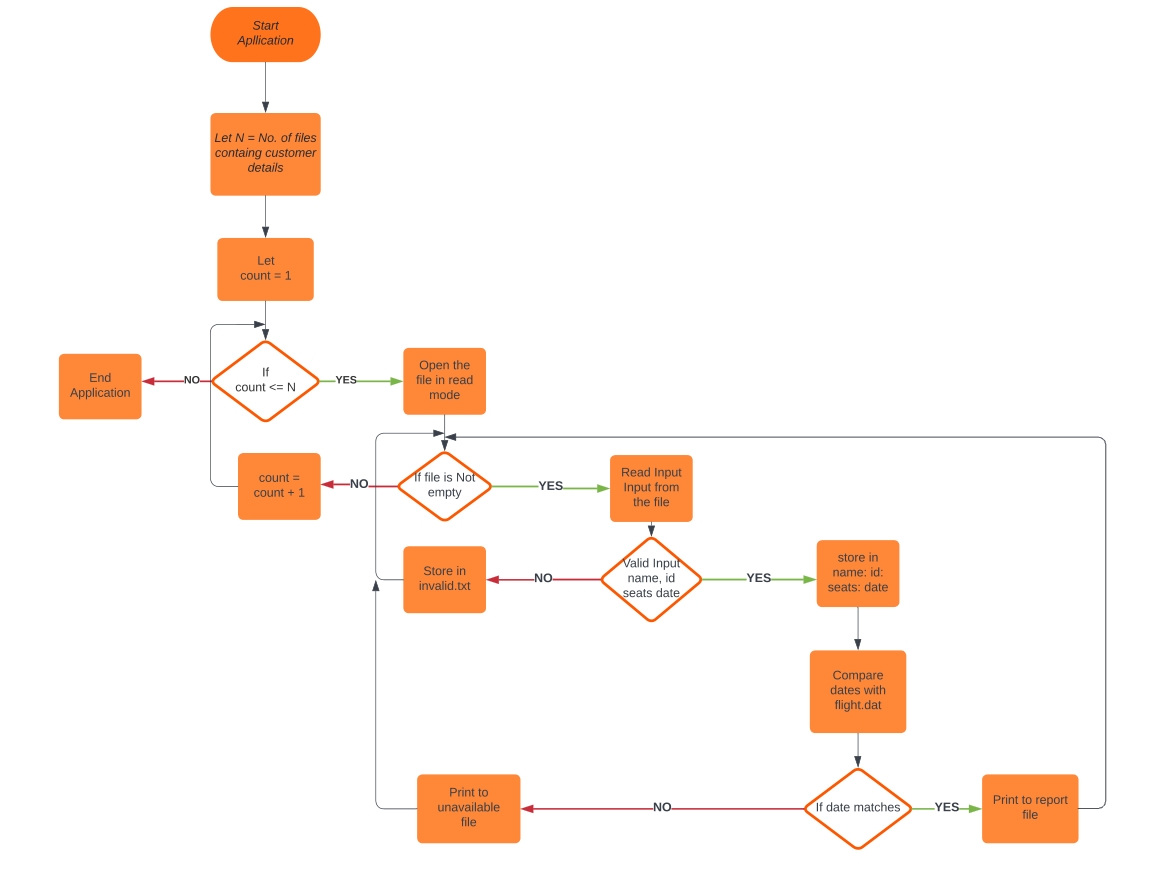 Start
Apllication
Let N = No. of files
containg customer
details
Let
count = 1
If
count <= N
NO
End
Application
YES
Open the
file in read
mode
If file is Not
empty
NO
count =
count + 1
YES
Read Input
Input from
the file
Valid Input
name, id
seats date
NO
Store in
invalid.txt
YES
store in
name: id:
seats: date
Compare
dates with
flight.dat
If date matches
NO
Print to
unavailable
file
YES
Print to report
file